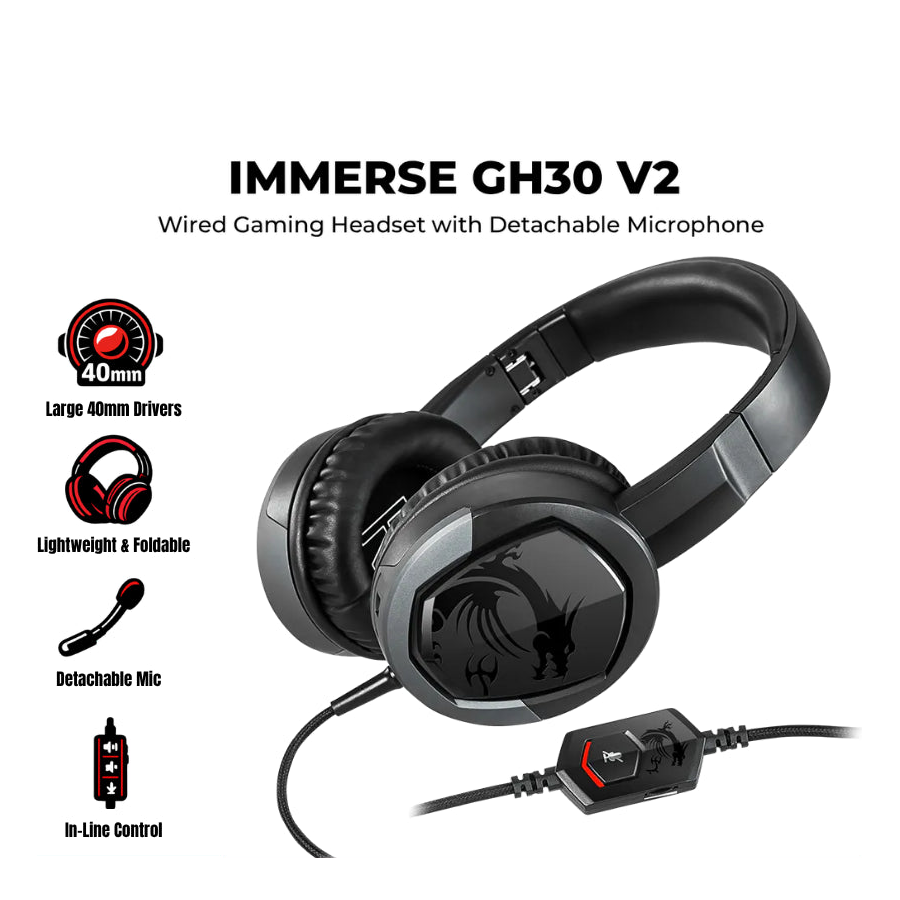 IMMERSE GH30 V2
Wired Gaming Headset with Detachable Microphone
40mm
Large 40mm Drivers
Lightweight & Foldable
Detachable Mic
In-Line Control